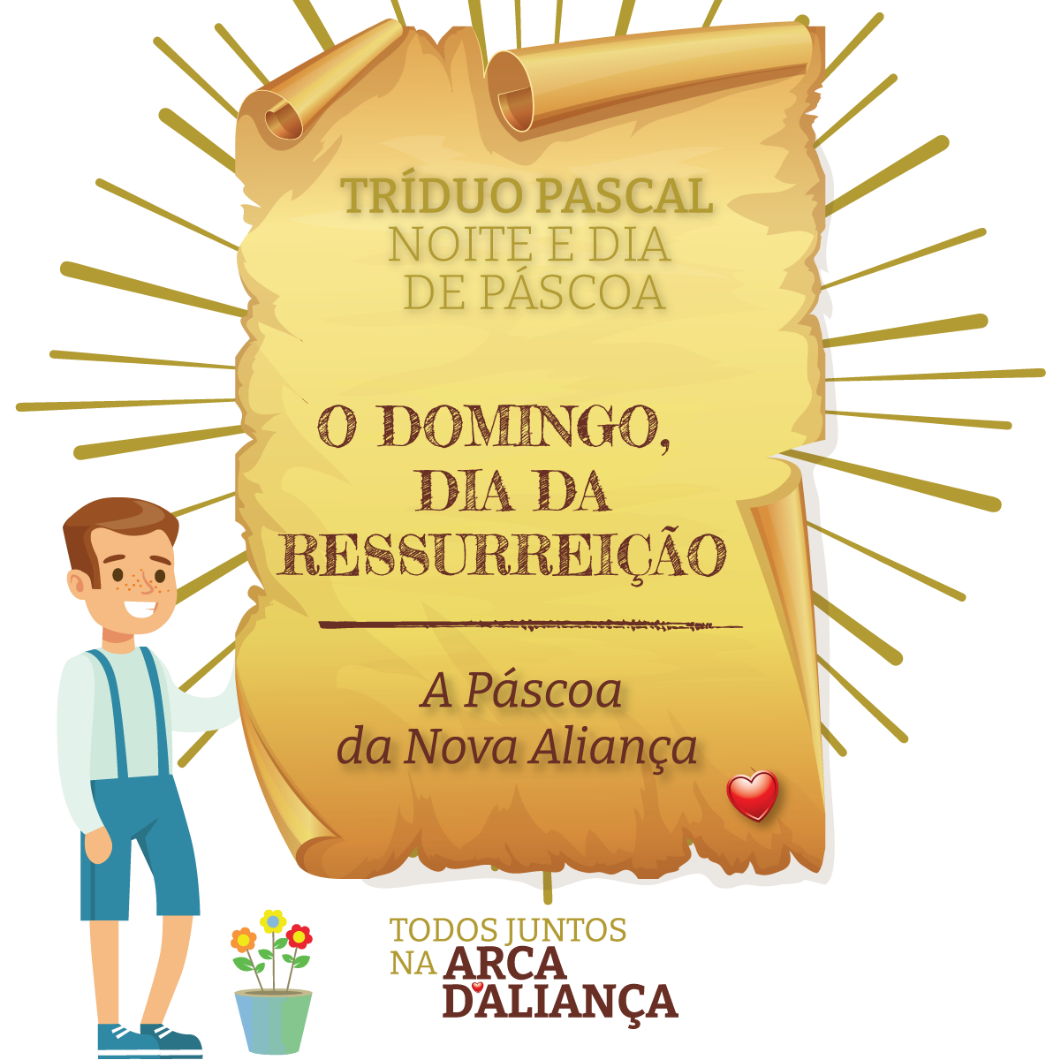 TRÍDUO PASCAL
NOITE E DIA
DE PÁSCOA
O DOMINGO,
DIA DA
RESSURREIÇÃO
A Páscoa
da Nova Aliança
TODOS JUNTOS
NA ARCA
D'ALIANÇA